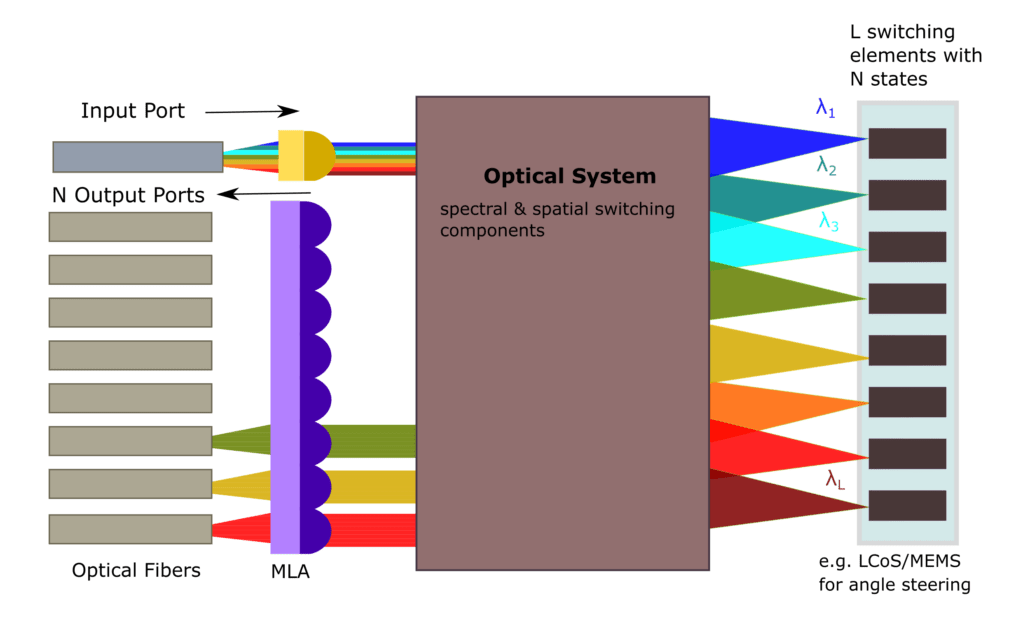 L switching
elements with
N states
Input Port
λ1
N Output Ports
λ2
Optical System
spectral & spatial switching
components
λ3
λL
Optical Fibers
MLA
e.g. LCoS/MEMS
for angle steering